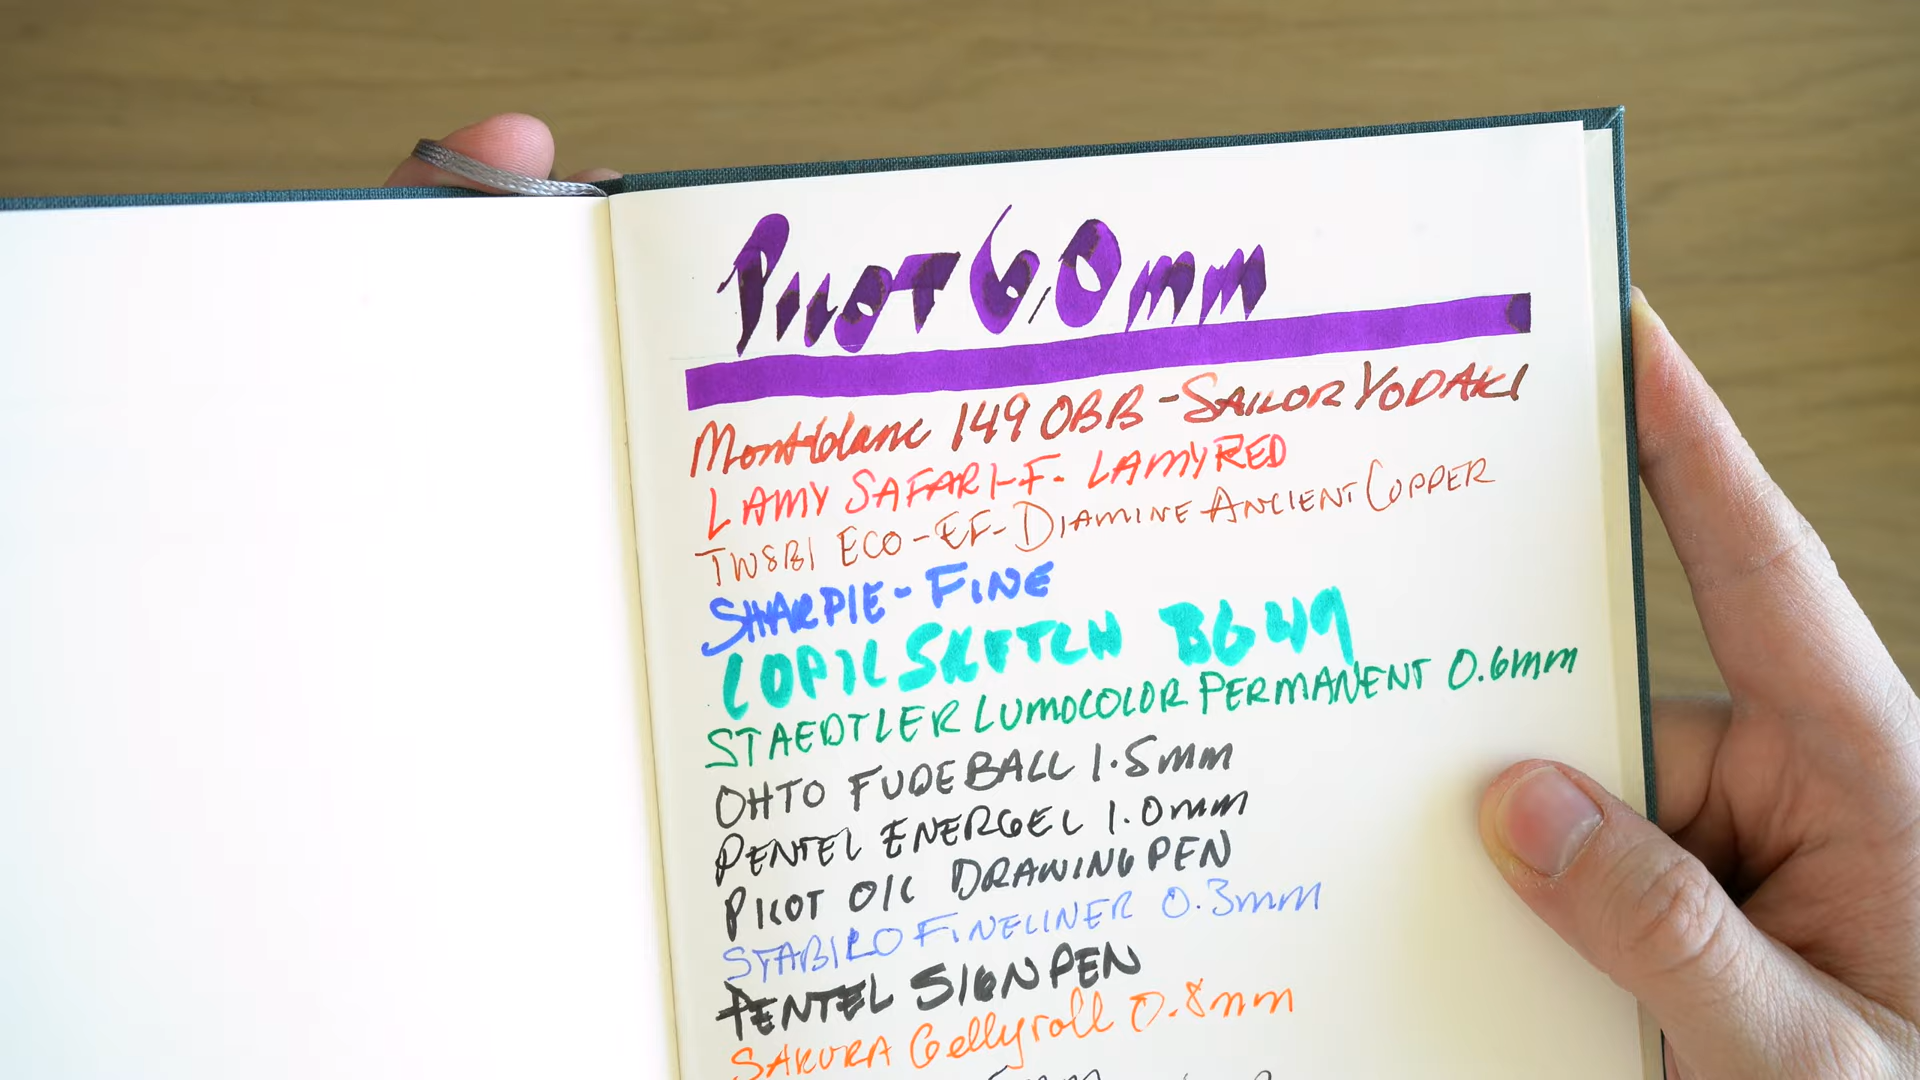 PILOT 6.0mm
Montblanc 149 OBB - SAILOR YODAKI
LAMY SAFARI-F. LAMY RED
TWSBI ECO-EF-DIAMINE ANCIENT COPPER
SHARPIE - FINE
COPIC SKETCH BG49
STAEDTLER LUMOCOLOR PERMANENT 0.6mm
OHTO FUDEBALL 1.5mm
PENTEL ENERGEL 1.0mm
PILOT OIL DRAWING PEN
STABILO FINELINER 0.3mm
PENTEL SIGN PEN
SAKURA Gellyroll 0.8mm